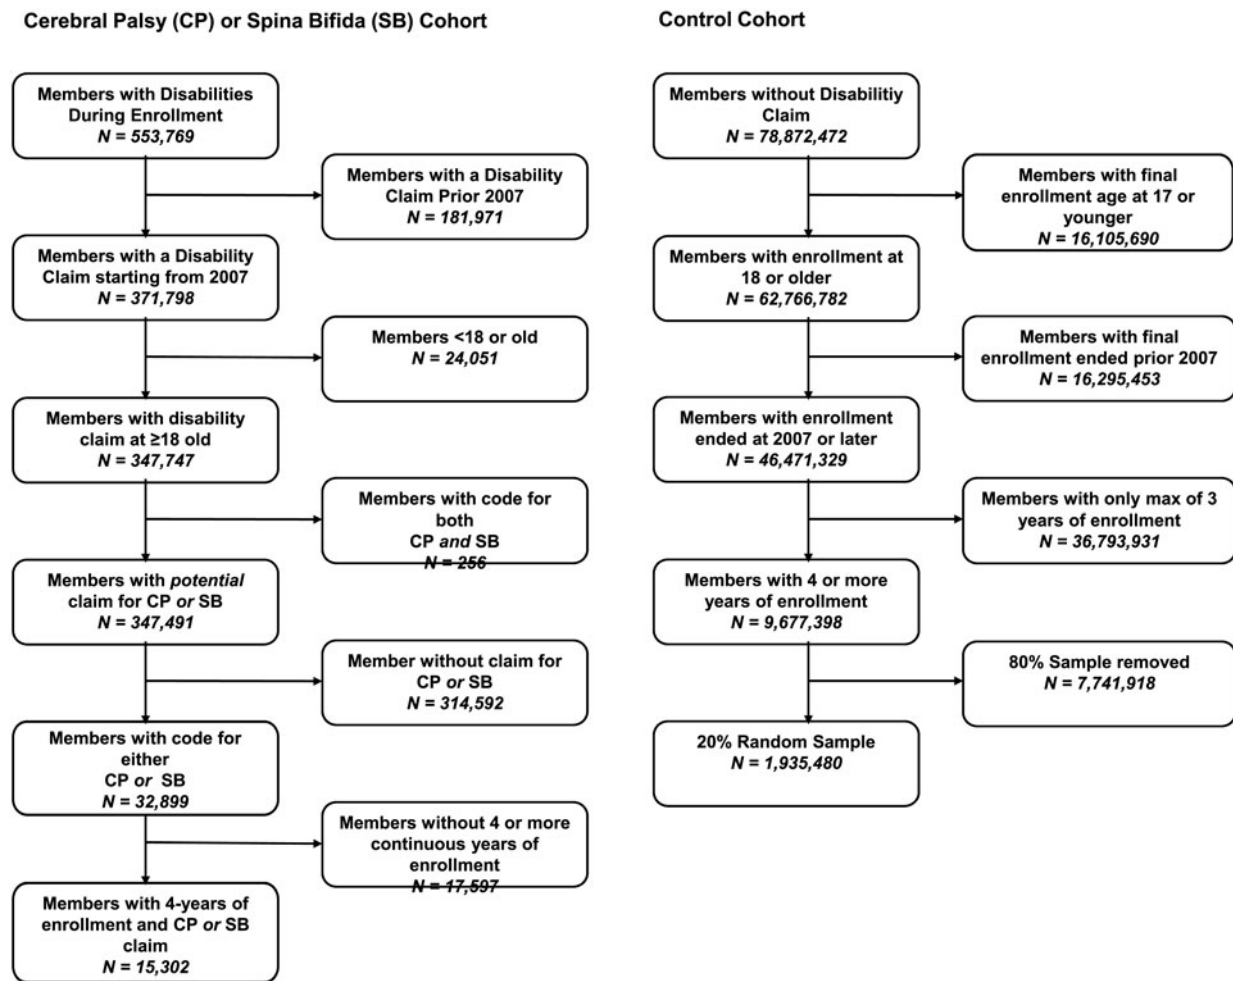 Cerebral Palsy (CP) or Spina Bifida (SB) Cohort
Members with Disabilities
During Enrollment
N = 553,769
Members with a Disability
Claim Prior 2007
N = 181,971
Members with a Disability
Claim starting from 2007
N = 371,798
Members <18 or old
N = 24,051
Members with disability
claim at ≥18 old
N = 347,747
Members with code for
both
CP and SB
N = 256
Members with potential
claim for CP or SB
N = 347,491
Member without claim for
CP or SB
N = 314,592
Members with code for
either
CP or SB
N = 32,899
Members without 4 or more
continuous years of
enrollment
N = 17,597
Members with 4-years of
enrollment and CP or SB
claim
N = 15,302
Control Cohort
Members without Disabilitiy
Claim
N = 78,872,472
Members with final
enrollment age at 17 or
younger
N = 16,105,690
Members with enrollment at
18 or older
N = 62,766,782
Members with final
enrollment ended prior 2007
N = 16,295,453
Members with enrollment
ended at 2007 or later
N = 46,471,329
Members with only max of 3
years of enrollment
N = 36,793,931
Members with 4 or more
years of enrollment
N = 9,677,398
80% Sample removed
N = 7,741,918
20% Random Sample
N = 1,935,480